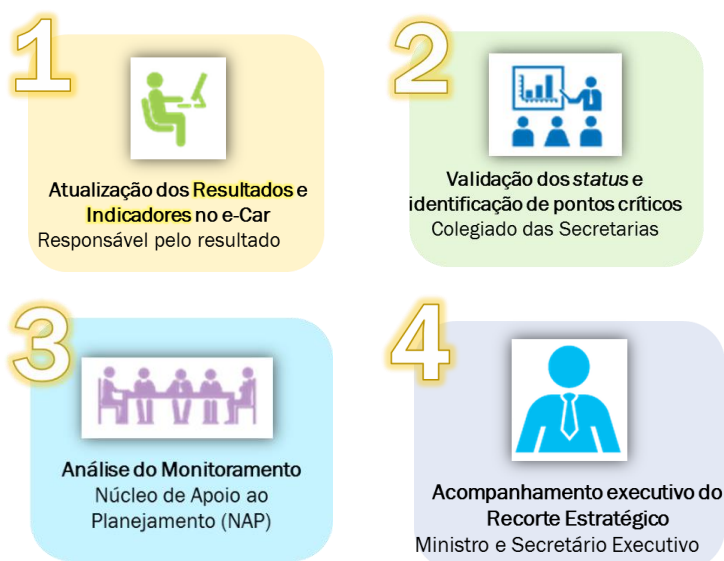 1
Atualização dos Resultados e
Indicadores no e-Car
Responsável pelo resultado
2
Validação dos status e
identificação de pontos críticos
Colegiado das Secretarias
3
Análise do Monitoramento
Núcleo de Apoio ao
Planejamento (NAP)
4
Acompanhamento executivo do
Recorte Estratégico
Ministro e Secretário Executivo